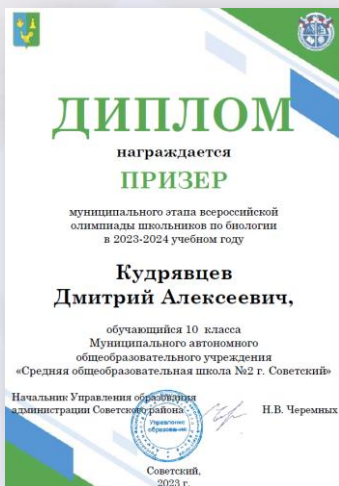 ДИПЛОМ
награждается
ПРИЗЕР
муниципального этапа всероссийской
олимпиады школьников по биологии
в 2023-2024 учебном году
Кудрявцев
Дмитрий Алексеевич,
обучающийся 10 класса
Муниципального автономного
общеобразовательного учреждения
«Средняя общеобразовательная школа №2 г. Советский»
Начальник Управления образования
администрации Советского района
Н.В. Черемных
Управление
образования
Советский,
2023 г.